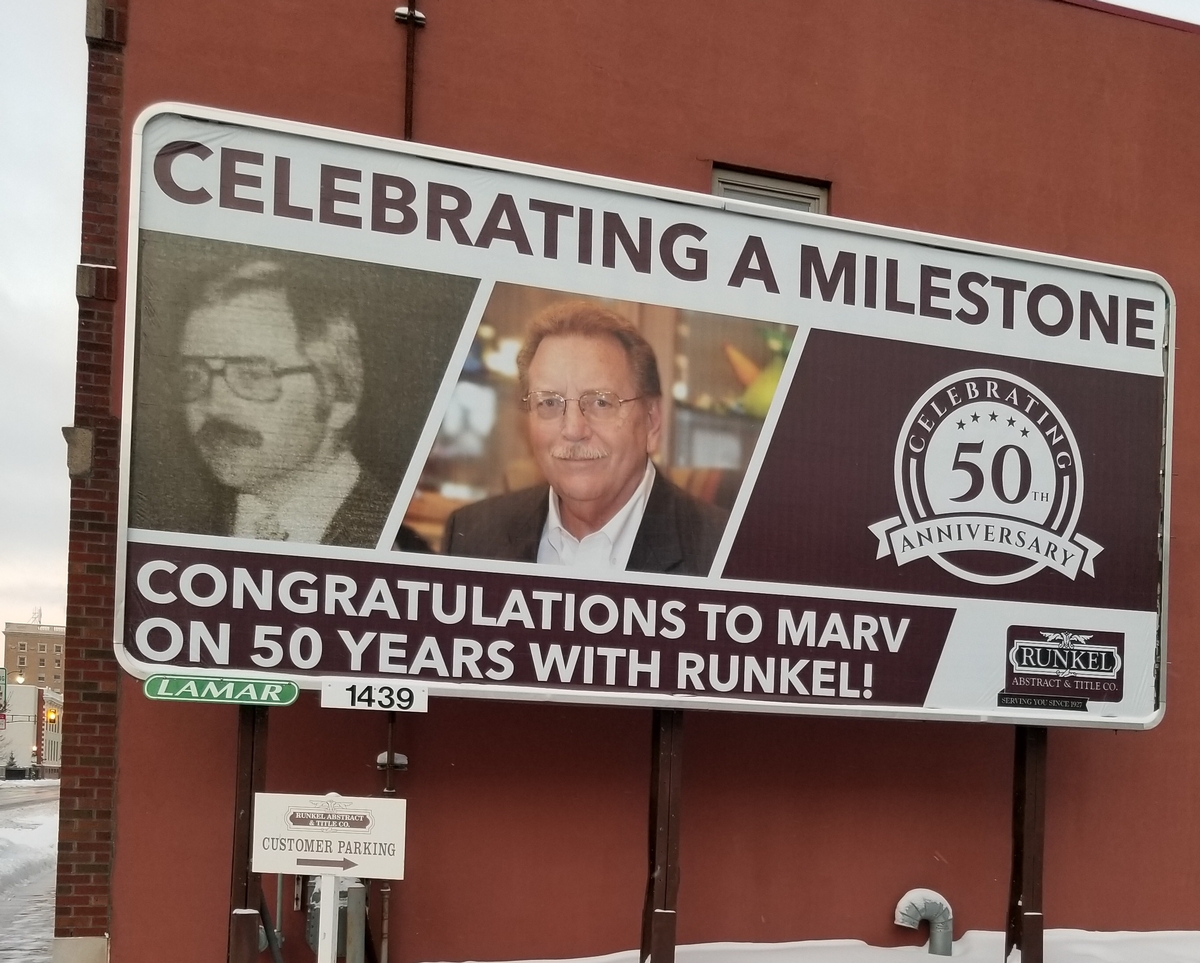 CELEBRATING A MILESTONE
CELEBRATING
50TH
ANNIVERSARY
CONGRATULATIONS TO MARV
ON 50 YEARS WITH RUNKEL!
RUNKEL
ABSTRACT & TITLE CO.
SERVING YOU SINCE 1927
LAMAR
1439
RUNKEL ABSTRACT
& TITLE CO.
CUSTOMER PARKING